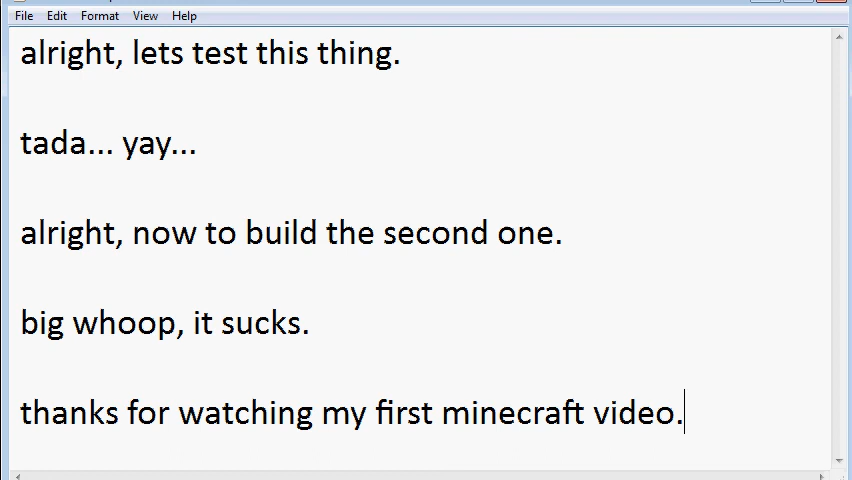 File Edit Format View Help
alright, lets test this thing.
tada... yay...
alright, now to build the second one.
big whoop, it sucks.
thanks for watching my first minecraft video.